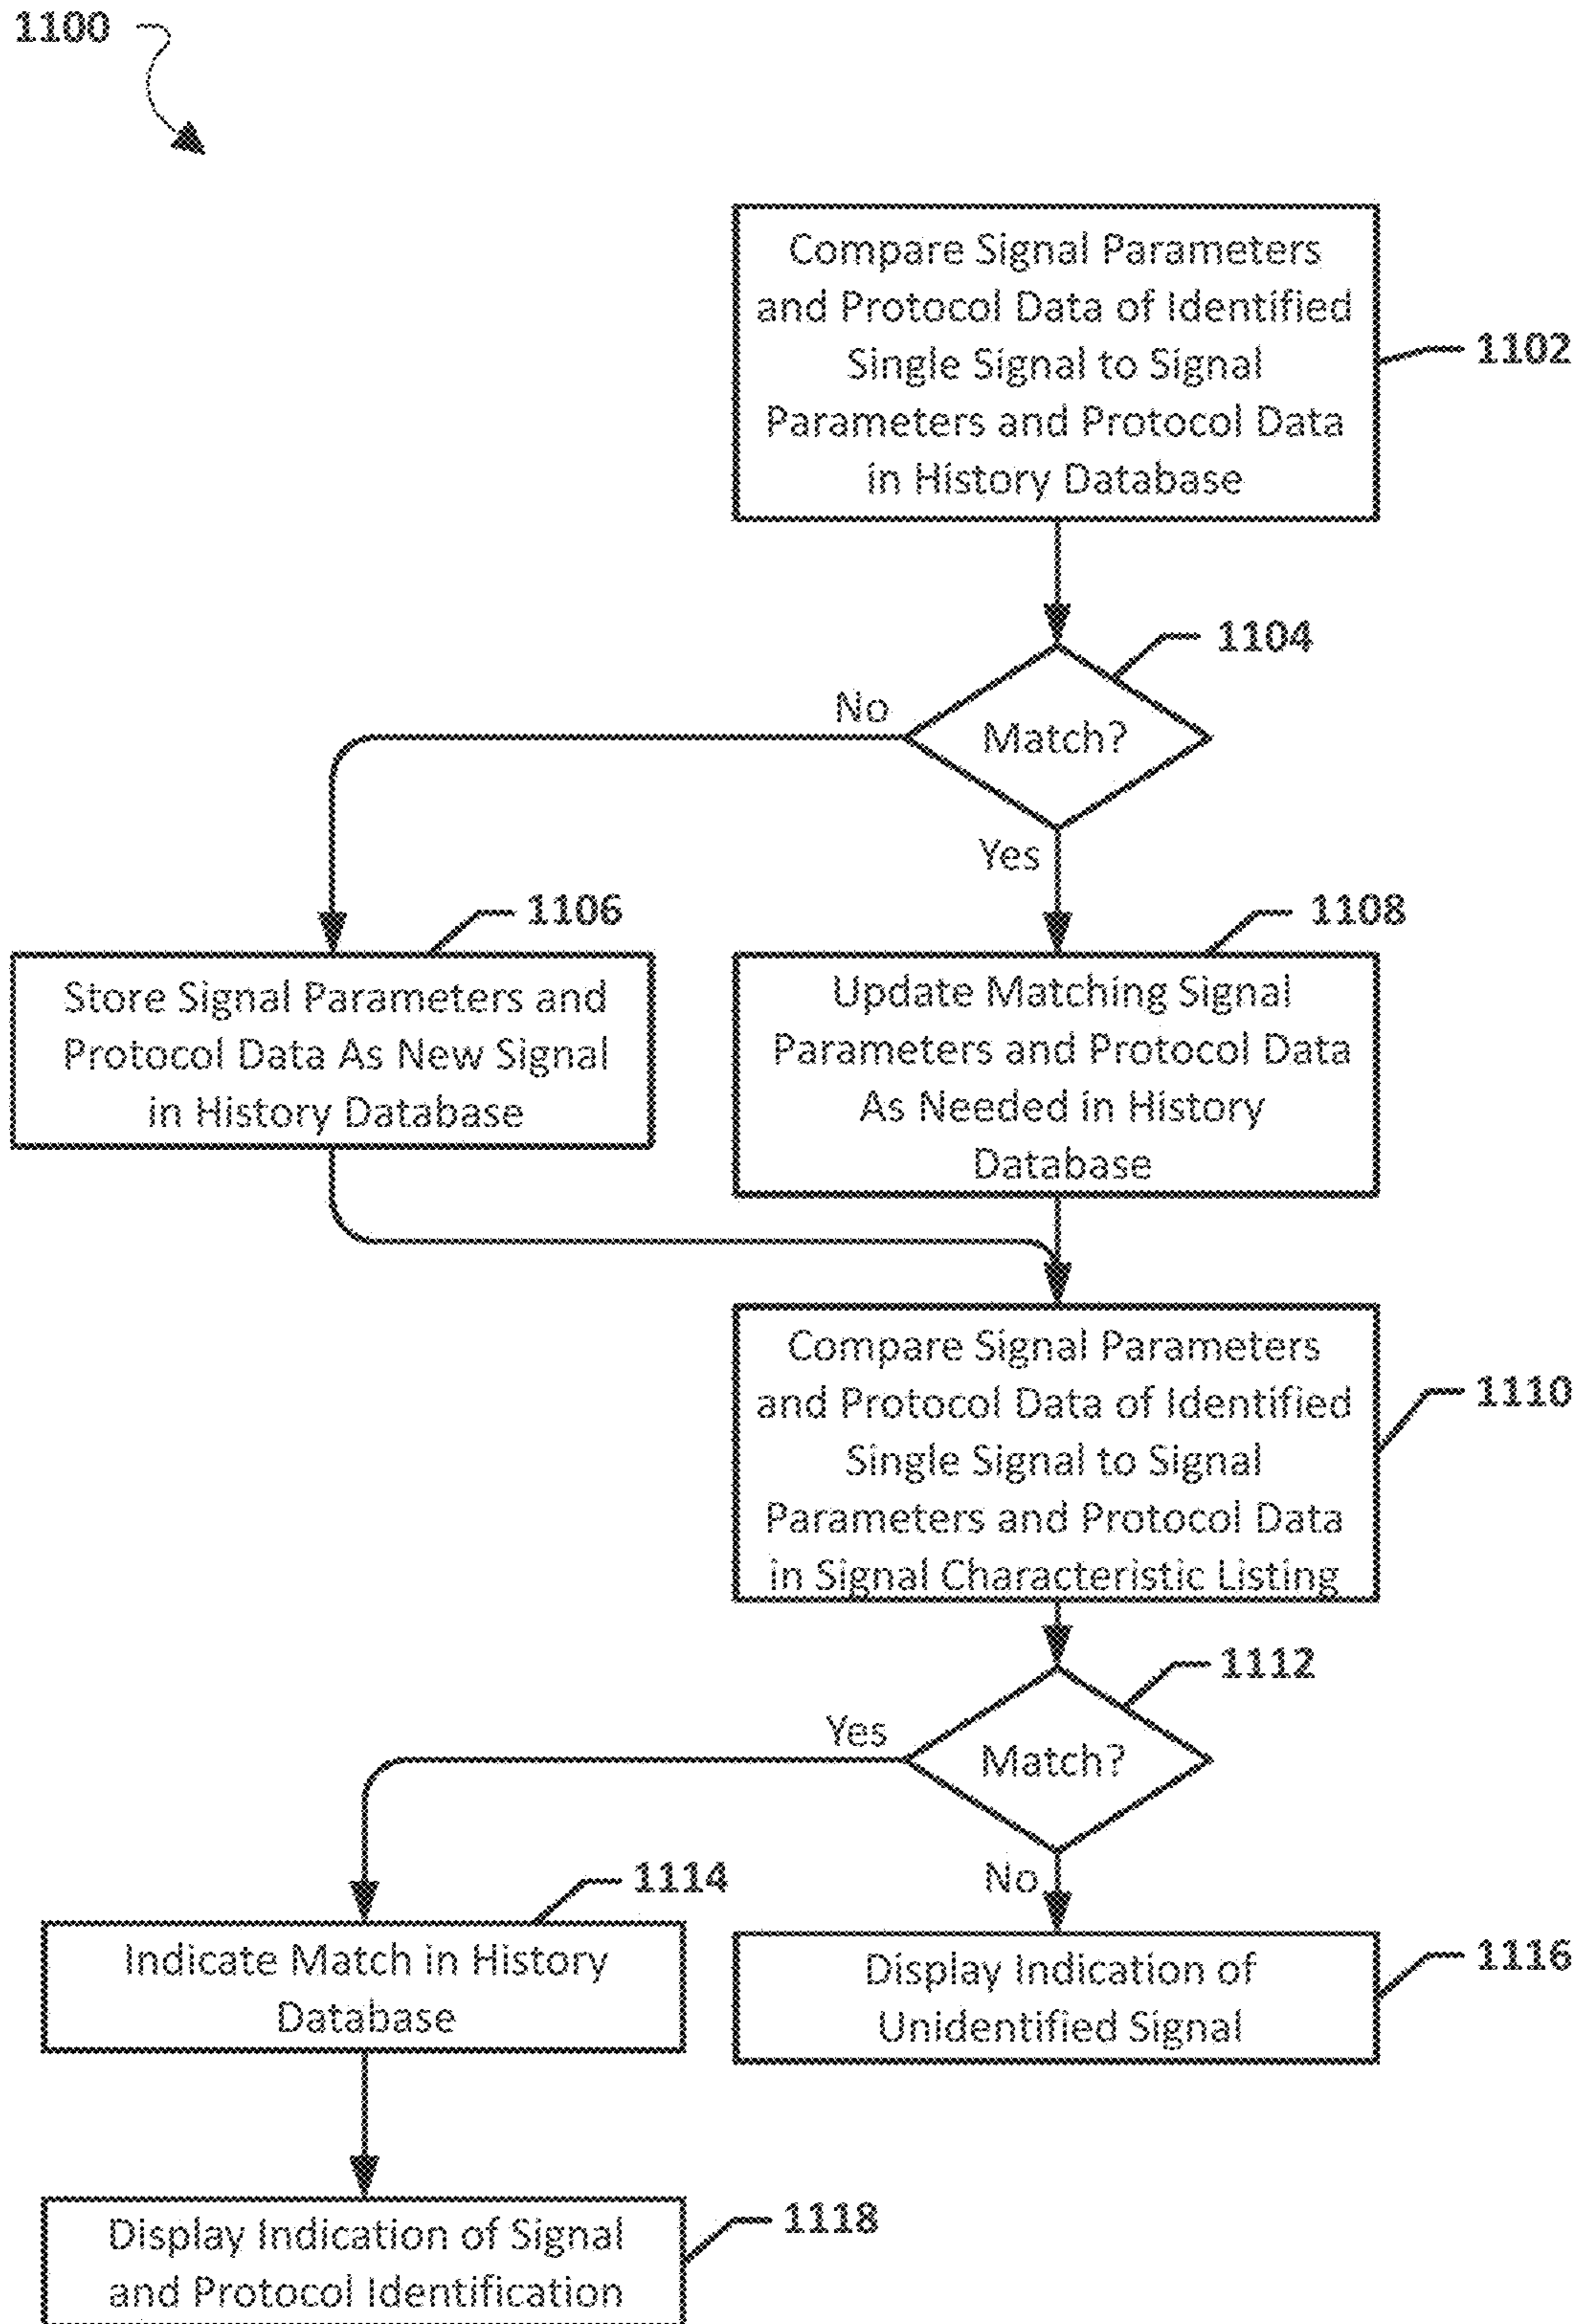 1100
Compare Signal Parameters
and Protocol Data of Identified
Single Signal to Signal
Parameters and Protocol Data
in History Database
1102
1104
No
Match?
Yes
1106
1108
Store Signal Parameters and
Protocol Data As New Signal
in History Database
Update Matching Signal
Parameters and Protocol Data
As Needed in History
Database
Compare Signal Parameters
and Protocol Data of Identified
Single Signal to Signal
Parameters and Protocol Data
in Signal Characteristic Listing
1110
1112
Yes
Match?
No
1114
Indicate Match in History
Database
Display Indication of
Unidentified Signal
1116
Display Indication of Signal
and Protocol Identification
1118